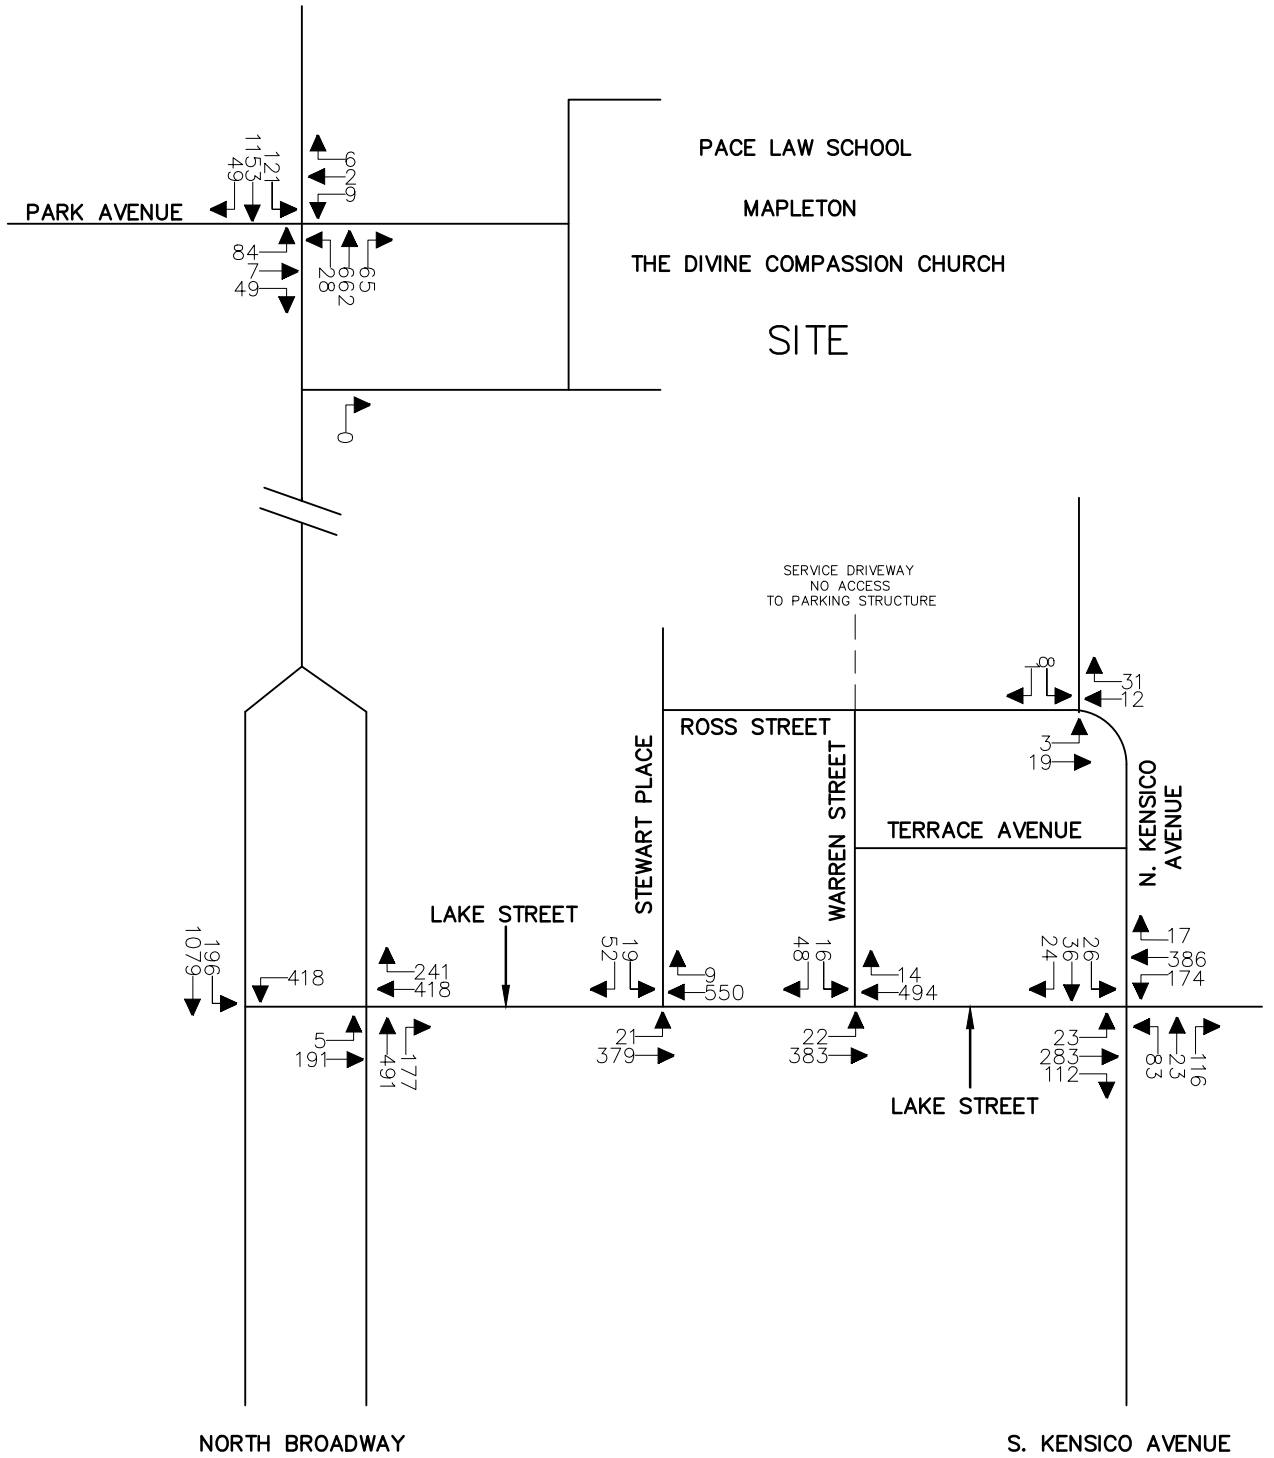 PACE LAW SCHOOL
MAPLETON
THE DIVINE COMPASSION CHURCH
SITE
PARK AVENUE
49
1153
121
6
2
9
84
7
49
28
662
65
0
SERVICE DRIVEWAY
NO ACCESS
TO PARKING STRUCTURE
1
8
31
12
3
19
ROSS STREET
STEWART PLACE
WARREN STREET
TERRACE AVENUE
N. KENSICO
AVENUE
LAKE STREET
1079
196
418
241
418
5
191
491
177
52
19
9
550
21
379
48
16
14
494
22
383
24
36
26
17
386
174
23
283
112
83
23
116
LAKE STREET
NORTH BROADWAY
S. KENSICO AVENUE